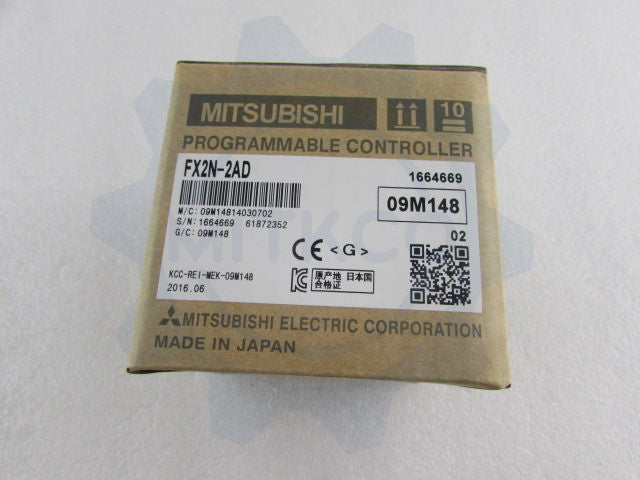 MITSUBISHI
10
PROGRAMMABLE CONTROLLER
FX2N-2AD
1664669
M/C: 09M14814030702
09M148
S/N: 1664669 61872352
G/C: 09M148
02
CE <G>
KCC-REI-MEK-09M148
2016.06
原产地 日本国
合格证
MITSUBISHI ELECTRIC CORPORATION
MADE IN JAPAN